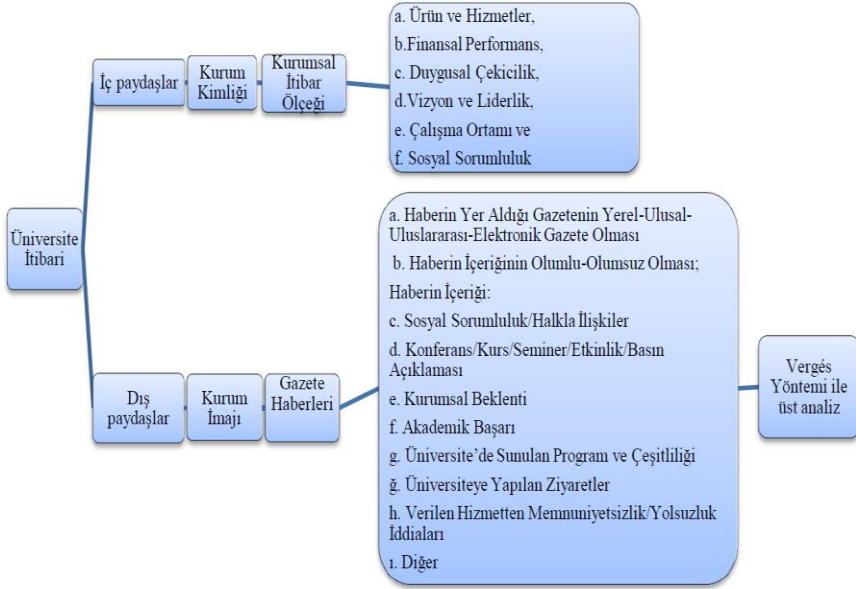 Üniversite
İtibari
İç paydaşlar
Kurum
Kimliği
Kurumsal
İtibar
Ölçeği
a. Ürün ve Hizmetler,
b.Finansal Performans,
c. Duygusal Çekicilik,
d.Vizyon ve Liderlik,
e. Çalışma Ortamı ve
f. Sosyal Sorumluluk
Dış
paydaşlar
Kurum
İmajı
Gazete
Haberleri
a. Haberin Yer Aldığı Gazetenin Yerel-Ulusal-
Uluslararası-Elektronik Gazete Olması
b. Haberin İçeriğinin Olumlu-Olumsuz Olması;
Haberin İçeriği:
c. Sosyal Sorumluluk/Halkla İlişkiler
d. Konferans/Kurs/Seminer/Etkinlik/Basın
Açıklaması
e. Kurumsal Beklenti
f. Akademik Başarı
g. Üniversite’de Sunulan Program ve Çeşitliliği
ğ. Üniversiteye Yapılan Ziyaretler
h. Verilen Hizmetten Memnuniyetsizlik/Yolsuzluk
İddiaları
ı. Diğer
Vergés
Yöntemi ile
üst analiz